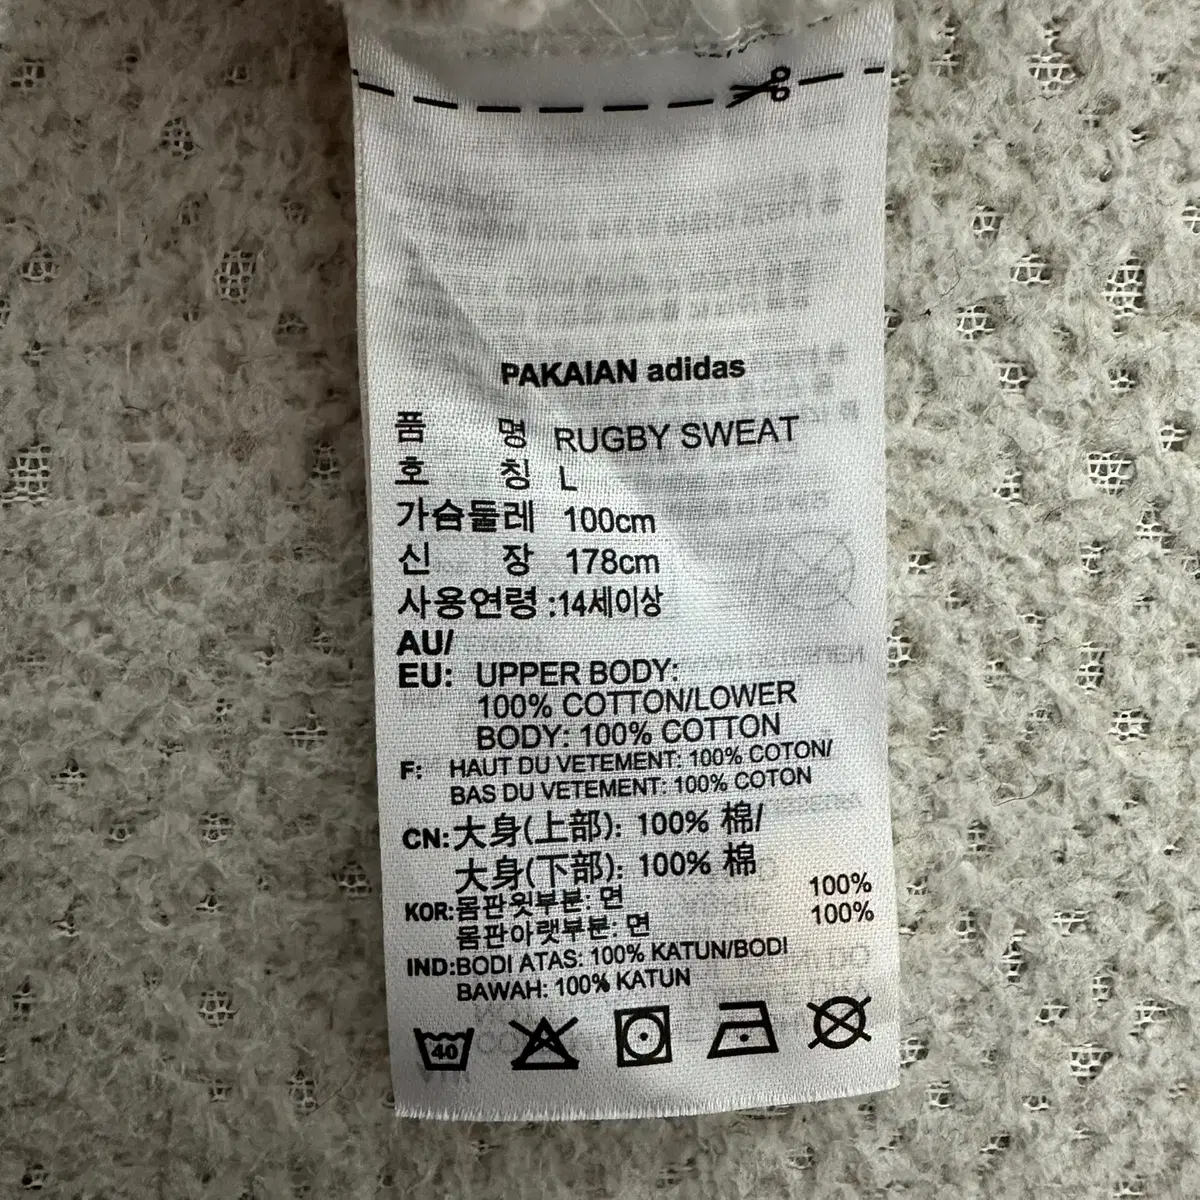 PAKAIAN adidas
품 명 RUGBY SWEAT
호 칭 L
가슴둘레 100cm
신 장 178cm
사용연령 :14세이상
AU/
EU: UPPER BODY:
100% COTTON/LOWER
BODY: 100% COTTON
F: HAUT DU VETEMENT: 100% COTON/
BAS DU VETEMENT: 100% COTON
CN:大身(上部): 100% 棉/
大身(下部): 100% 棉
KOR:몸판윗부분: 면 100%
몸판아랫부분: 면 100%
IND:BODI ATAS: 100% KATUN/BODI
BAWAH: 100% KATUN
40